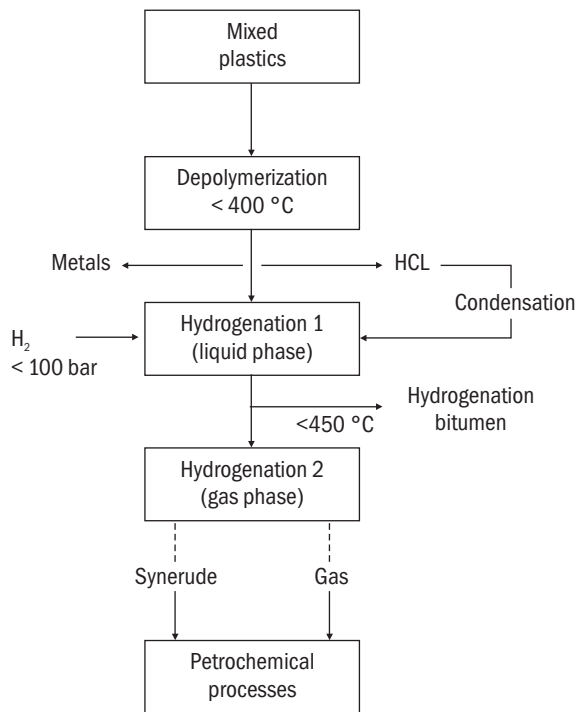 Mixed
plastics
Depolymerization
< 400 °C
Metals
HCL
Condensation
H₂
< 100 bar
Hydrogenation 1
(liquid phase)
<450 °C
Hydrogenation
bitumen
Hydrogenation 2
(gas phase)
Synerude
Gas
Petrochemical
processes